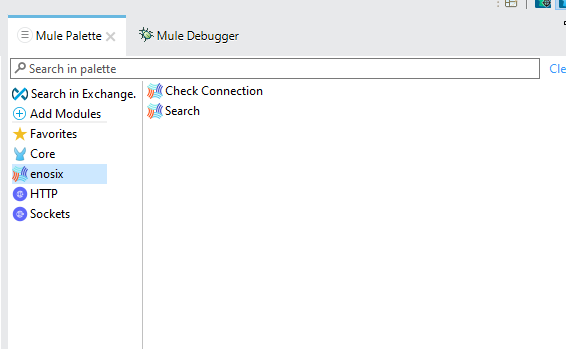 Mule Palette
Mule Debugger
Search in palette
Cle
Search in Exchange.
Add Modules
Favorites
Core
enosix
HTTP
Sockets
Check Connection
Search